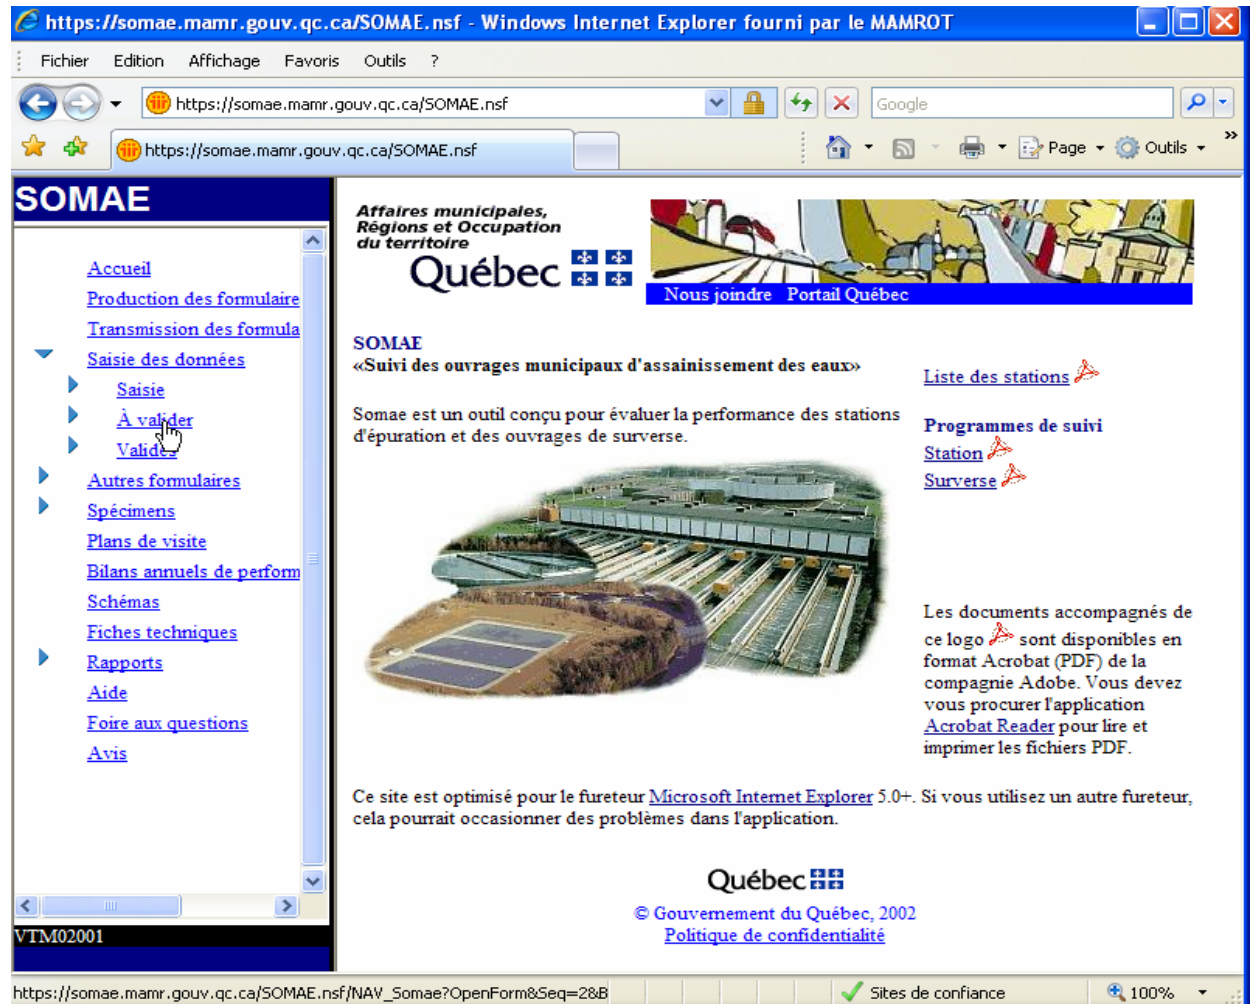 https://somae.mamr.gouv.qc.ca/SOMAE.nsf - Windows Internet Explorer fourni par le MAMROT
Fichier Edition Affichage Favoris Outils ?
https://somae.mamr.gouv.qc.ca/SOMAE.nsf Google
https://somae.mamr.gouv.qc.ca/SOMAE.nsf Page Outils »
SOMAE
Accueil
Production des formulaire
Transmission des formula
Saisie des données
Saisie
À valider
Validés
Autres formulaires
Spécimens
Plans de visite
Bilans annuels de perform
Schémas
Fiches techniques
Rapports
Aide
Foire aux questions
Avis
VTM02001
Affaires municipales,
Régions et Occupation
du territoire
Québec
Nous joindre Portail Québec
SOMAE
«Suivi des ouvrages municipaux d'assainissement des eaux»
Somae est un outil conçu pour évaluer la performance des stations
d'épuration et des ouvrages de surverse.
Liste des stations
Programmes de suivi
Station
Surverse
Les documents accompagnés de
ce logo sont disponibles en
format Acrobat (PDF) de la
compagnie Adobe. Vous devez
vous procurer l'application
Acrobat Reader pour lire et
imprimer les fichiers PDF.
Ce site est optimisé pour le fureteur Microsoft Internet Explorer 5.0+. Si vous utilisez un autre fureteur,
cela pourrait occasionner des problèmes dans l'application.
Québec
© Gouvernement du Québec, 2002
Politique de confidentialité
https://somae.mamr.gouv.qc.ca/SOMAE.nsf/NAV_Somae?OpenForm&Seq=2&B Sites de confiance 100%